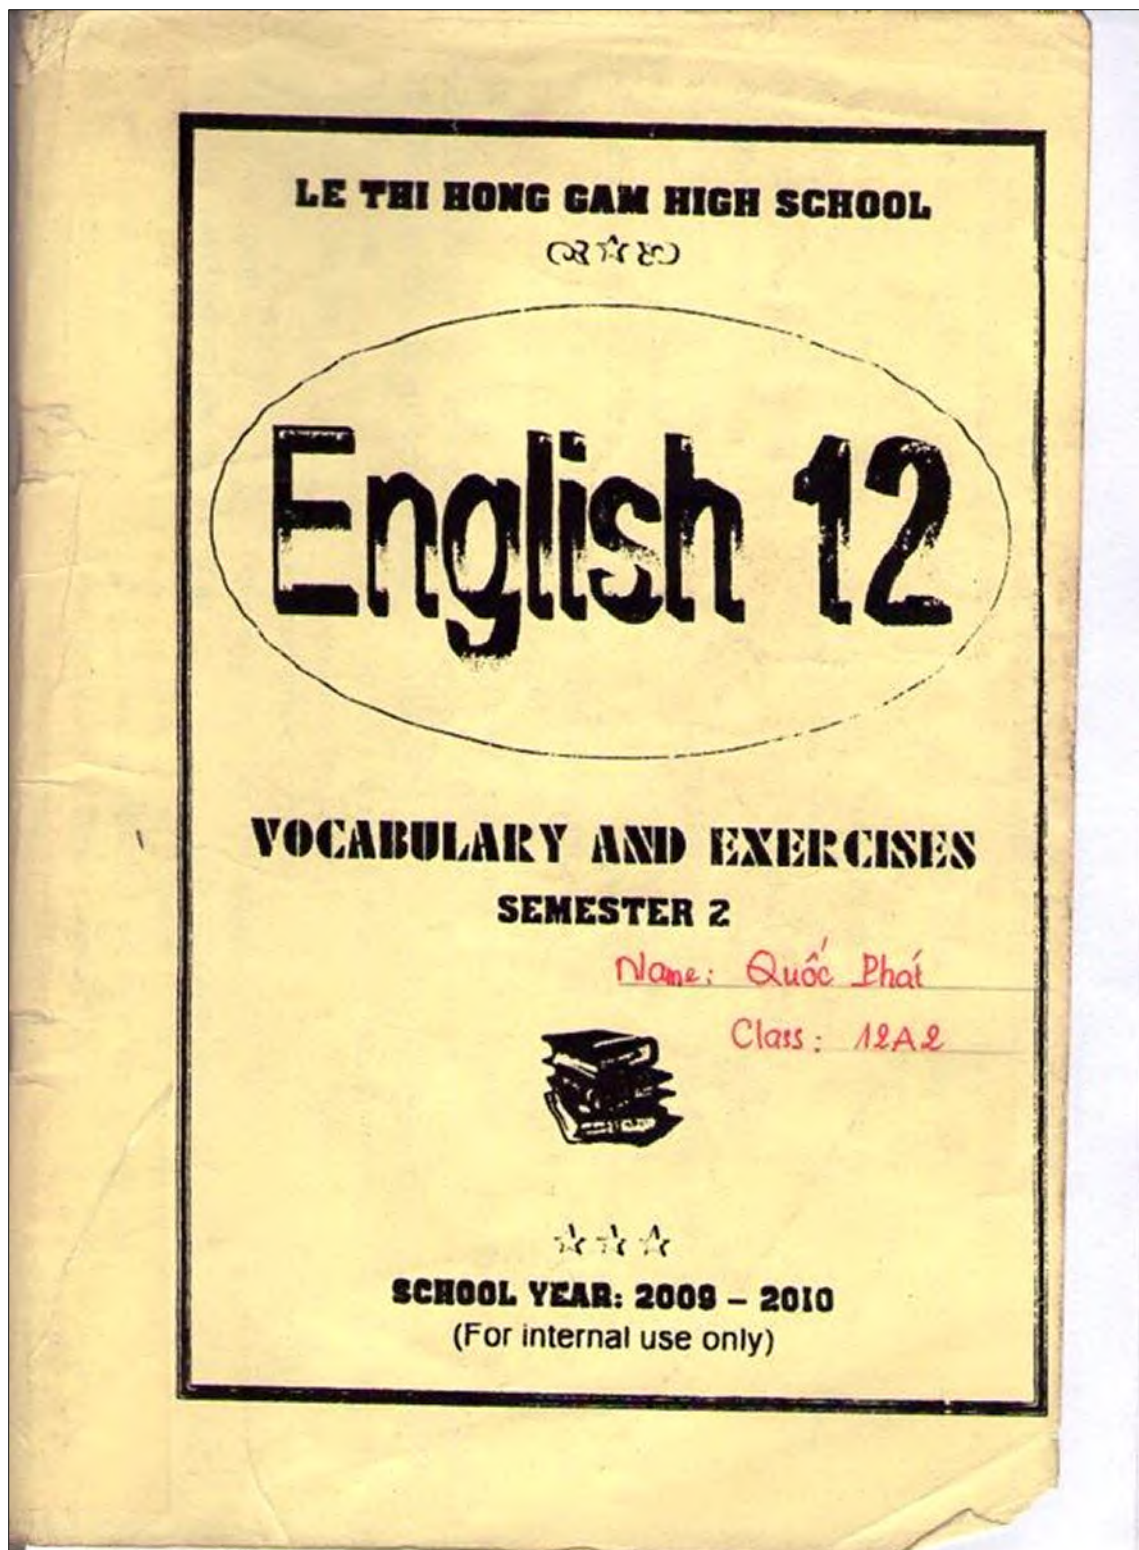 LE THI HONG GAM HIGH SCHOOL
English 12
VOCABULARY AND EXERCISES
SEMESTER 2
Name: Quốc Phát
Class: 12A2
SCHOOL YEAR: 2009 – 2010
(For internal use only)